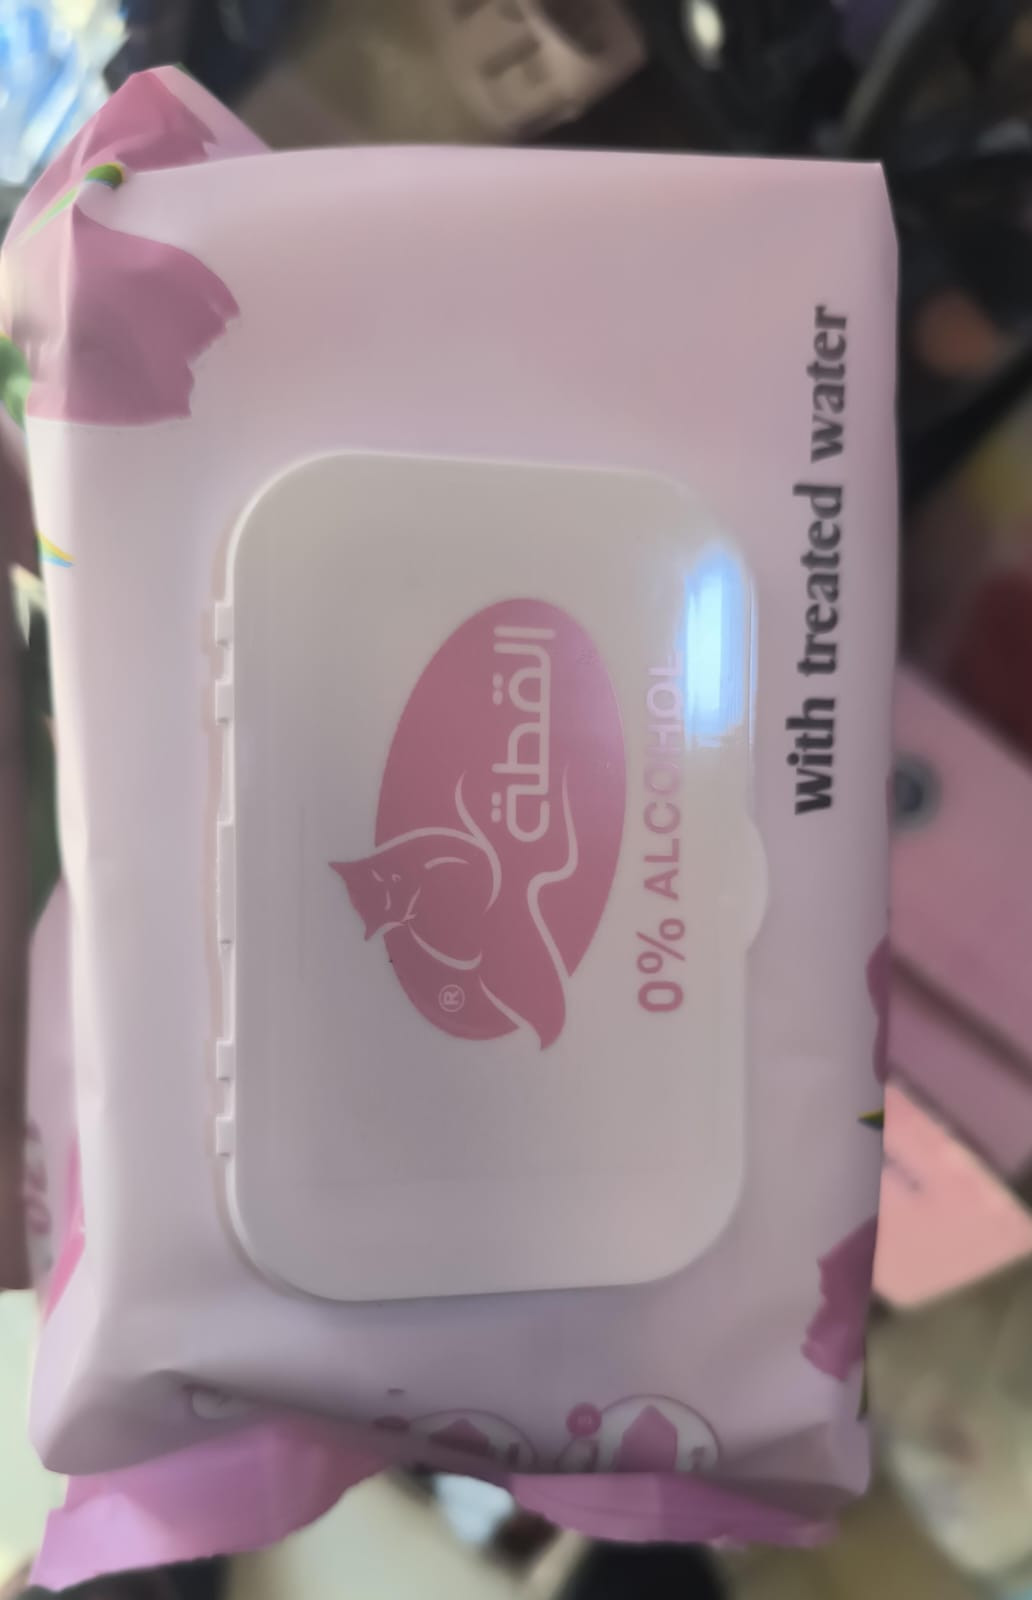 القطة
®
0% ALCOHOL
with treated water